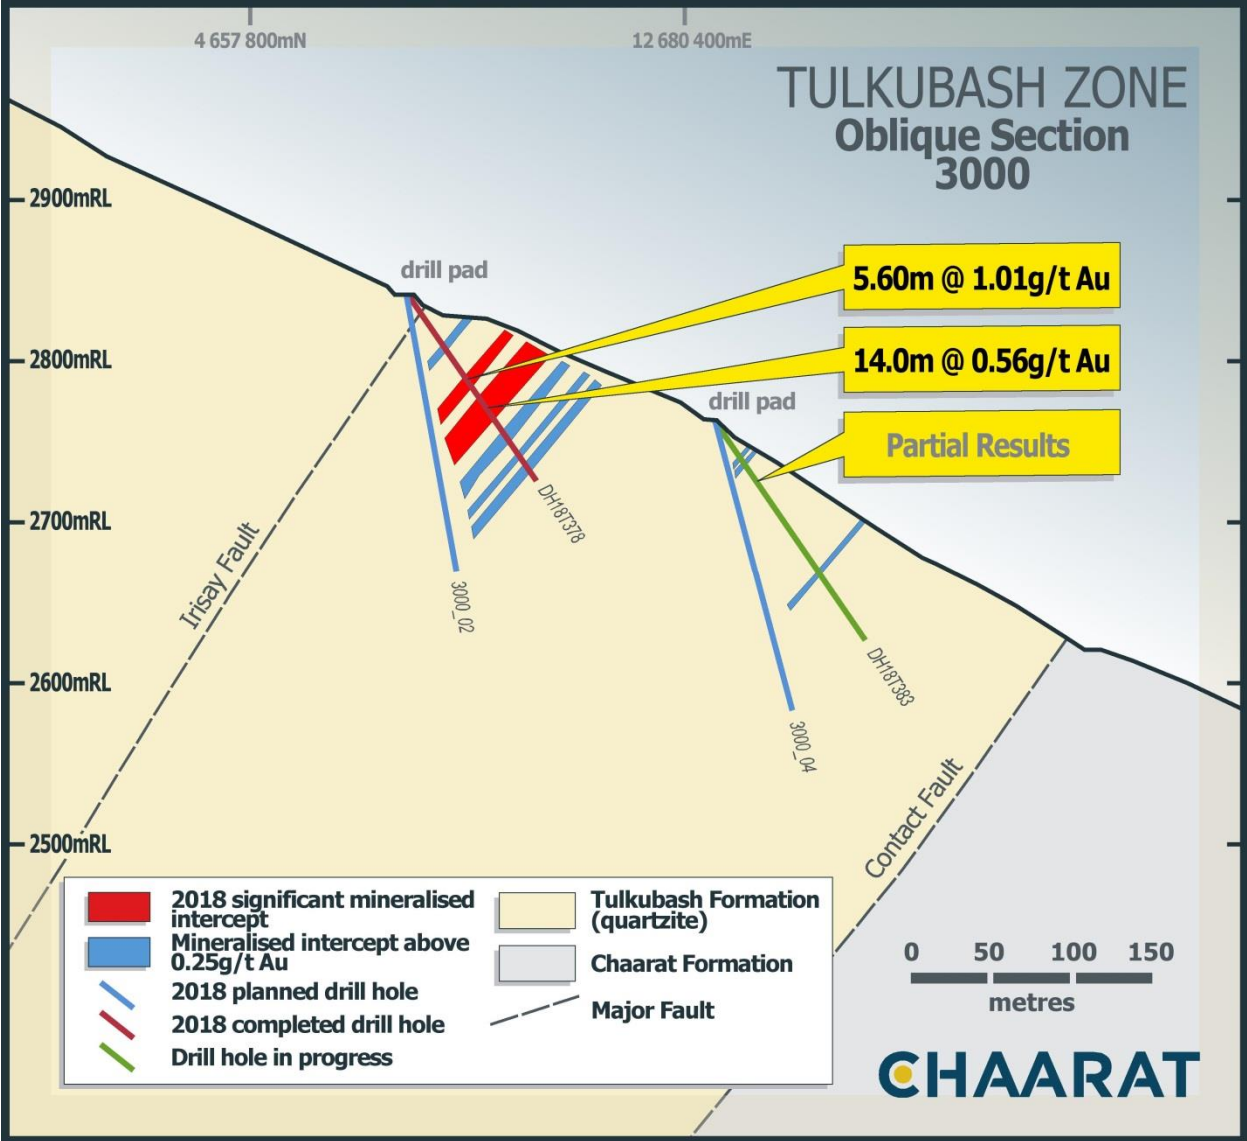 4 657 800mN
12 680 400mE
TULKUBASH ZONE
Oblique Section
3000
2900mRL
2800mRL
2700mRL
2600mRL
2500mRL
drill pad
5.60m @ 1.01g/t Au
14.0m @ 0.56g/t Au
drill pad
Partial Results
DH18T378
3000_02
DH18T383
3000_04
Irisay Fault
Contact Fault
2018 significant mineralised
intercept
Mineralised intercept above
0.25g/t Au
2018 planned drill hole
2018 completed drill hole
Drill hole in progress
Tulkubash Formation
(quartzite)
Chaarat Formation
Major Fault
0 50 100 150
metres
CHAARAT